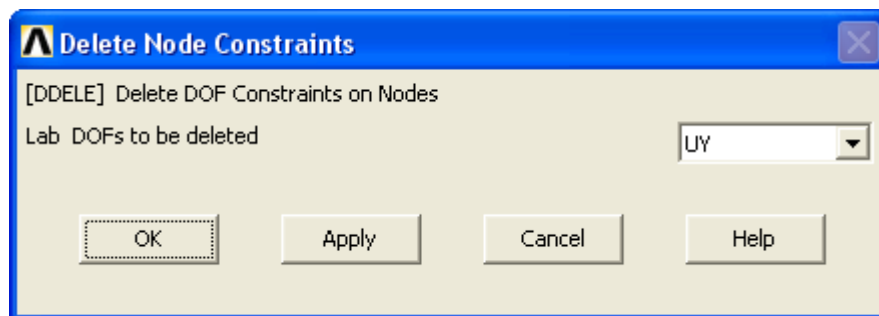 Delete Node Constraints
[DDELE] Delete DOF Constraints on Nodes
Lab DOFs to be deleted UY
OK Apply Cancel Help